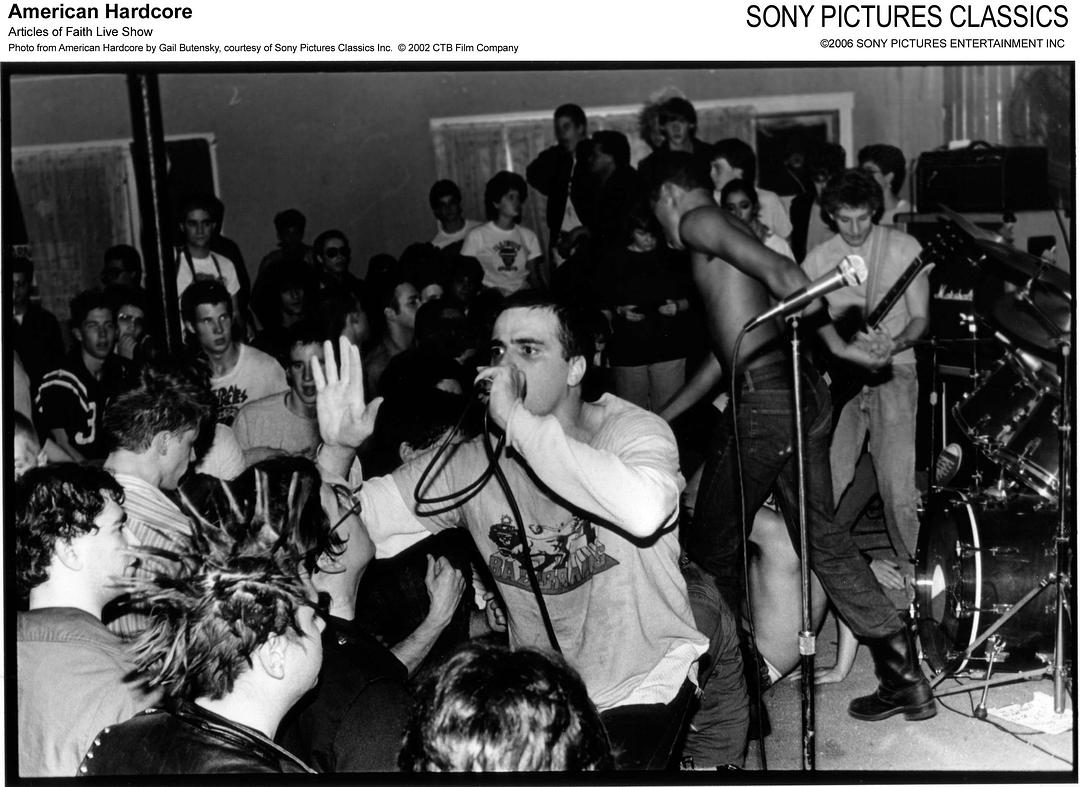 American Hardcore
SONY PICTURES CLASSICS
Articles of Faith Live Show
Photo from American Hardcore by Gail Butensky, courtesy of Sony Pictures Classics Inc. © 2002 CTB Film Company
©2006 SONY PICTURES ENTERTAINMENT INC
Marshall